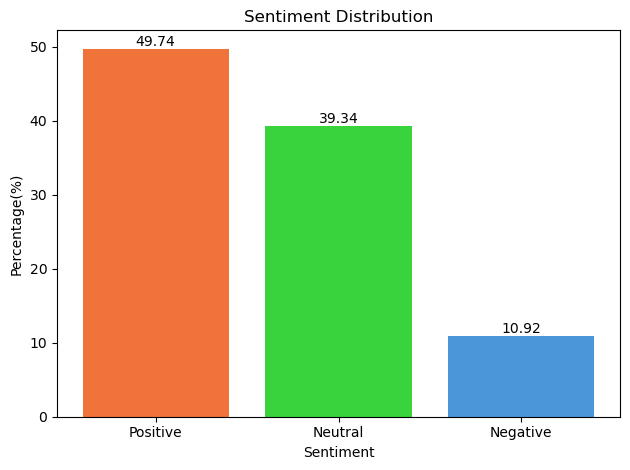 Sentiment Distribution
Percentage(%)
50
40
30
20
10
0
49.74
39.34
10.92
Positive
Neutral
Negative
Sentiment